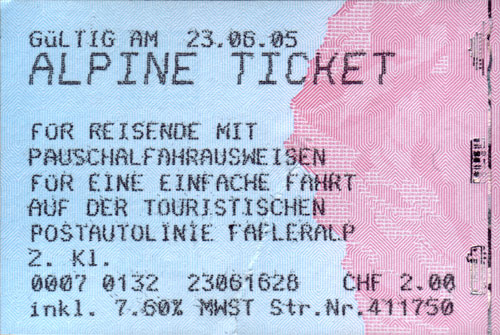 GüLTIG AM 23.06.05
ALPINE TICKET
FÜR REISENDE MIT
PAUSCHALFAHRAUSWEISEN
FÜR EINE EINFACHE FAHRT
AUF DER TOURISTISCHEN
POSTAUTOLINIE FAFLERALP
2. Kl.
0007 0132 23061628 CHF 2.00
inkl. 7.60% MWST Str.Nr.411750